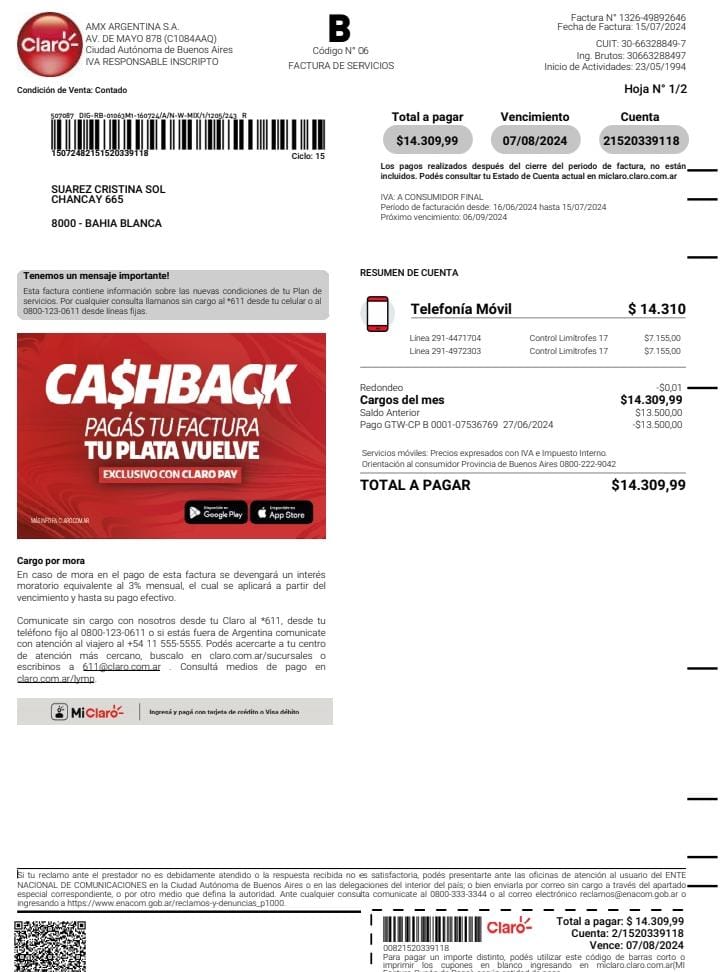 Claro
AMX ARGENTINA S.A.
AV. DE MAYO 878 (C1084AAQ)
Ciudad Autónoma de Buenos Aires
IVA RESPONSABLE INSCRIPTO
B
Código N° 06
FACTURA DE SERVICIOS
Factura N° 1326-49892646
Fecha de Factura: 15/07/2024
CUIT: 30-66328849-7
Ing. Brutos: 30663288497
Inicio de Actividades: 23/05/1994
Condición de Venta: Contado
Hoja N° 1/2
507087 DIG-RB-01063M1-160724/A/N-W-MIX/1/1205/243 R
15072482151520339118
Ciclo: 15
Total a pagar
Vencimiento
Cuenta
$14.309,99
07/08/2024
21520339118
Los pagos realizados después del cierre del periodo de factura, no están
incluidos. Podés consultar tu Estado de Cuenta actual en miclaro.claro.com.ar
SUAREZ CRISTINA SOL
CHANCAY 665
8000 - BAHIA BLANCA
IVA: A CONSUMIDOR FINAL
Período de facturación desde: 16/06/2024 hasta 15/07/2024
Próximo vencimiento: 06/09/2024
Tenemos un mensaje importante!
Esta factura contiene información sobre las nuevas condiciones de tu Plan de
servicios. Por cualquier consulta llamanos sin cargo al *611 desde tu celular o al
0800-123-0611 desde líneas fijas.
RESUMEN DE CUENTA
Telefonía Móvil $ 14.310
Línea 291-4471704 Control Limítrofes 17 $7.155,00
Línea 291-4972303 Control Limítrofes 17 $7.155,00
Redondeo -$0,01
Cargos del mes $14.309,99
Saldo Anterior $13.500,00
Pago GTW-CP B 0001-07536769 27/06/2024 -$13.500,00
Servicios móviles: Precios expresados con IVA e Impuesto Interno.
Orientación al consumidor Provincia de Buenos Aires 0800-222-9042
TOTAL A PAGAR $14.309,99
CA$HBACK
PAGÁS TU FACTURA
TU PLATA VUELVE
EXCLUSIVO CON CLARO PAY
MÁS INFO EN CLARO.COM.AR
Disponible en
Google Play
Disponible en
App Store
Cargo por mora
En caso de mora en el pago de esta factura se devengará un interés
moratorio equivalente al 3% mensual, el cual se aplicará a partir del
vencimiento y hasta su pago efectivo.
Comunicate sin cargo con nosotros desde tu Claro al *611, desde tu
teléfono fijo al 0800-123-0611 o si estás fuera de Argentina comunicate
con atención al viajero al +54 11 555-5555. Podés acercarte a tu centro
de atención más cercano, buscalo en claro.com.ar/sucursales o
escribinos a 611@claro.com.ar . Consultá medios de pago en
claro.com.ar/lymp.
Mi Claro
Ingresá y pagá con tarjeta de crédito o Visa débito
Si tu reclamo ante el prestador no es debidamente atendido o la respuesta recibida no es satisfactoria, podés presentarte ante las oficinas de atención al usuario del ENTE
NACIONAL DE COMUNICACIONES en la Ciudad Autónoma de Buenos Aires o en las delegaciones del interior del país; o bien enviarla por correo sin cargo a través del apartado
especial correspondiente, o por otro medio que defina la autoridad. Ante cualquier consulta comunicate al 0800-333-3344 o al correo electrónico reclamos@enacom.gob.ar o
ingresando a https://www.enacom.gob.ar/reclamos-y-denuncias_p1000.
Claro
00821520339118
Total a pagar: $ 14.309,99
Cuenta: 2/1520339118
Vence: 07/08/2024
Para pagar un importe distinto, podés utilizar este código de barras corto o
imprimir los cupones en blanco ingresando en miclaro.claro.com.ar(MI